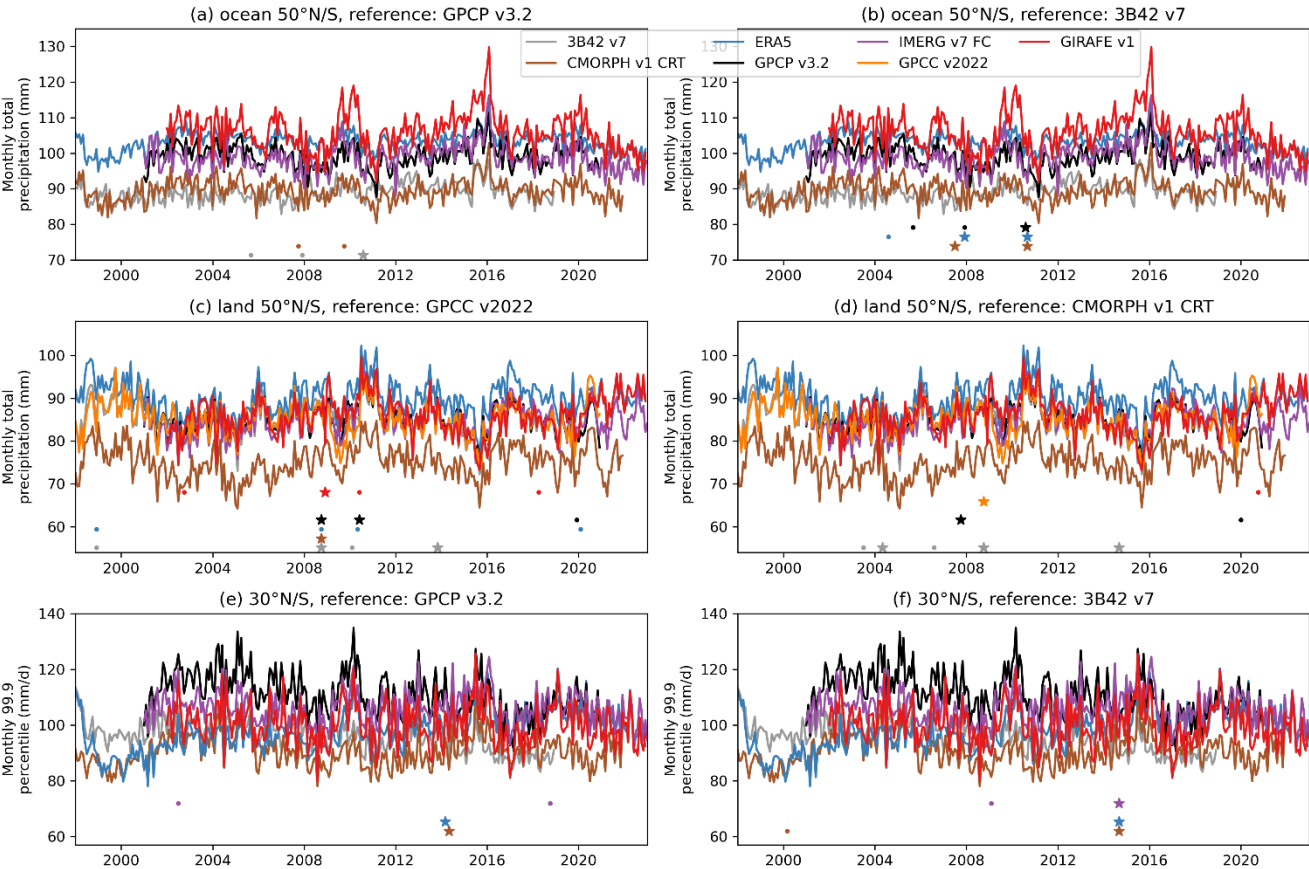 (a) ocean 50°N/S, reference: GPCP v3.2
(b) ocean 50°N/S, reference: 3B42 v7
3B42 v7
CMORPH v1 CRT
ERA5
GPCP v3.2
IMERG v7 FC
GPCC v2022
GIRAFE v1
Monthly total
precipitation (mm)
130
120
110
100
90
80
70
2000 2004 2008 2012 2016 2020
Monthly total
precipitation (mm)
130
120
110
100
90
80
70
2000 2004 2008 2012 2016 2020
(c) land 50°N/S, reference: GPCC v2022
Monthly total
precipitation (mm)
100
90
80
70
60
2000 2004 2008 2012 2016 2020
(d) land 50°N/S, reference: CMORPH v1 CRT
Monthly total
precipitation (mm)
100
90
80
70
60
2000 2004 2008 2012 2016 2020
(e) 30°N/S, reference: GPCP v3.2
Monthly 99.9
percentile (mm/d)
140
120
100
80
60
2000 2004 2008 2012 2016 2020
(f) 30°N/S, reference: 3B42 v7
Monthly 99.9
percentile (mm/d)
140
120
100
80
60
2000 2004 2008 2012 2016 2020